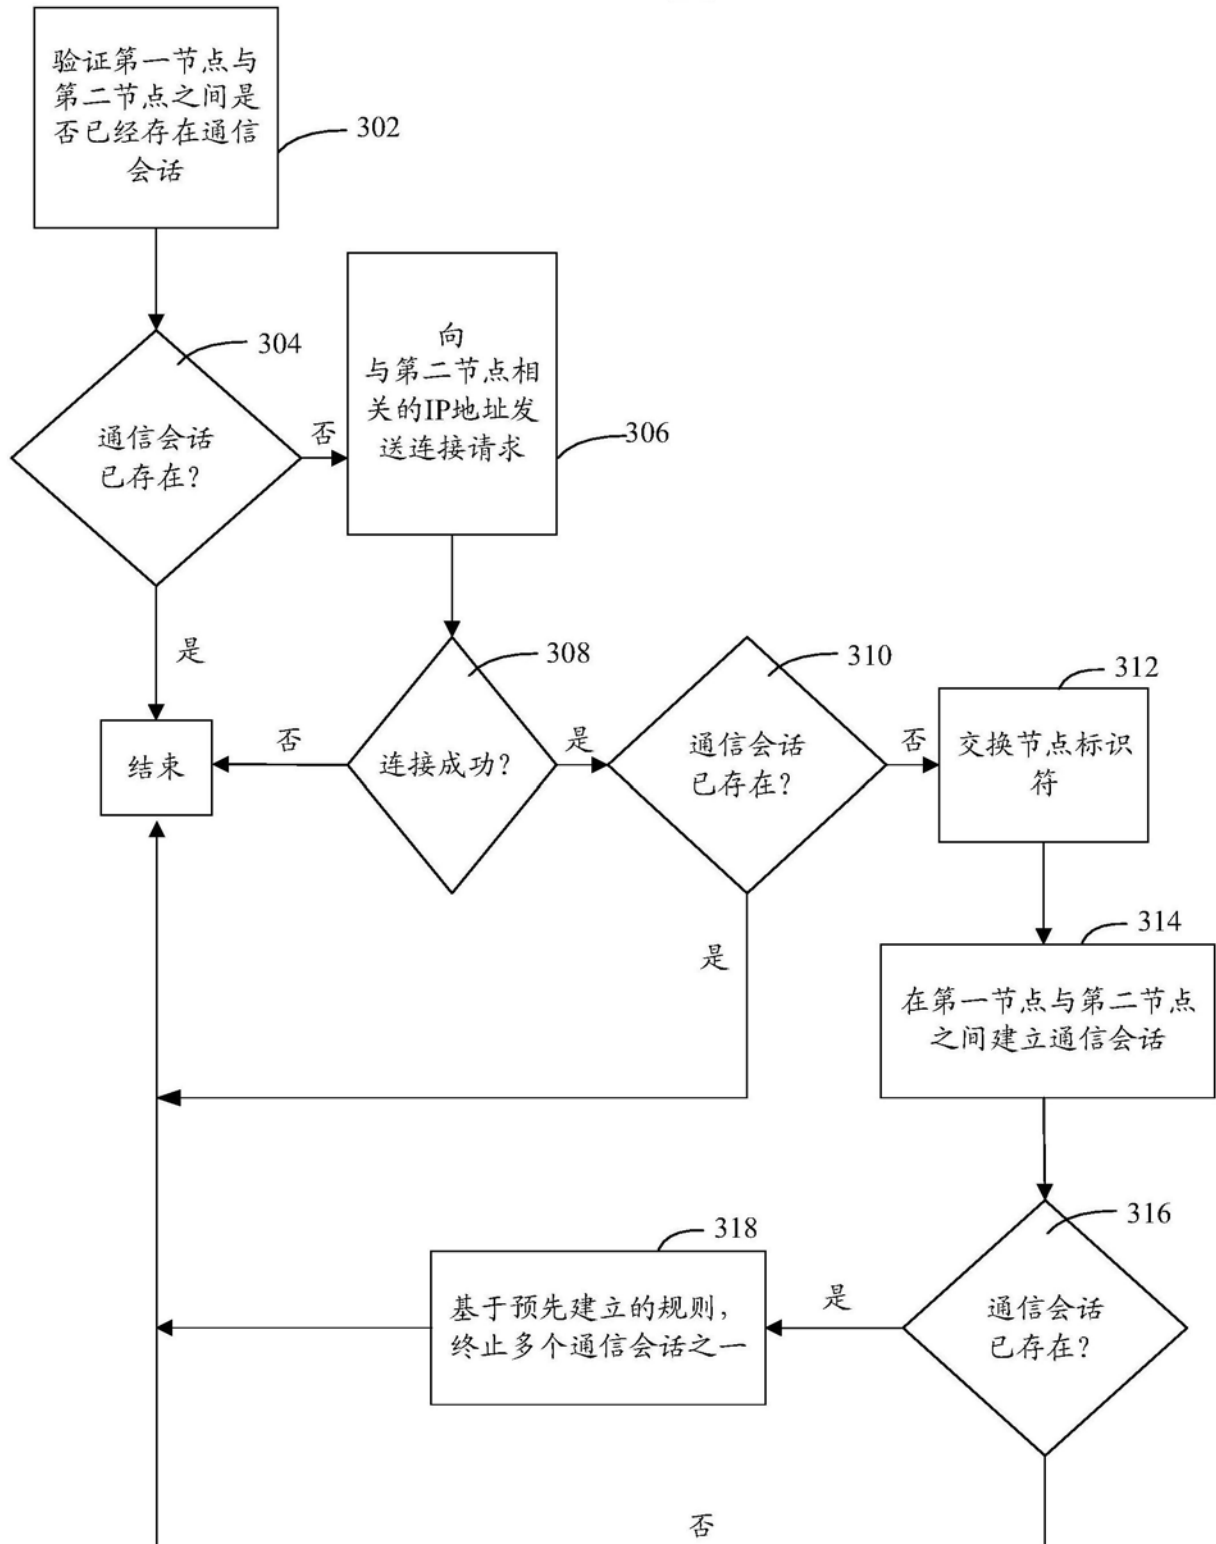 验证第一节点与
第二节点之间是
否已经存在通信
会话
302
304
通信会话
已存在？
否
向
与第二节点相
关的IP地址发
送连接请求
306
是
308
连接成功？
否
结束
是
310
通信会话
已存在？
否
312
交换节点标识
符
是
314
在第一节点与第二节点
之间建立通信会话
316
通信会话
已存在？
是
318
基于预先建立的规则，
终止多个通信会话之一
否